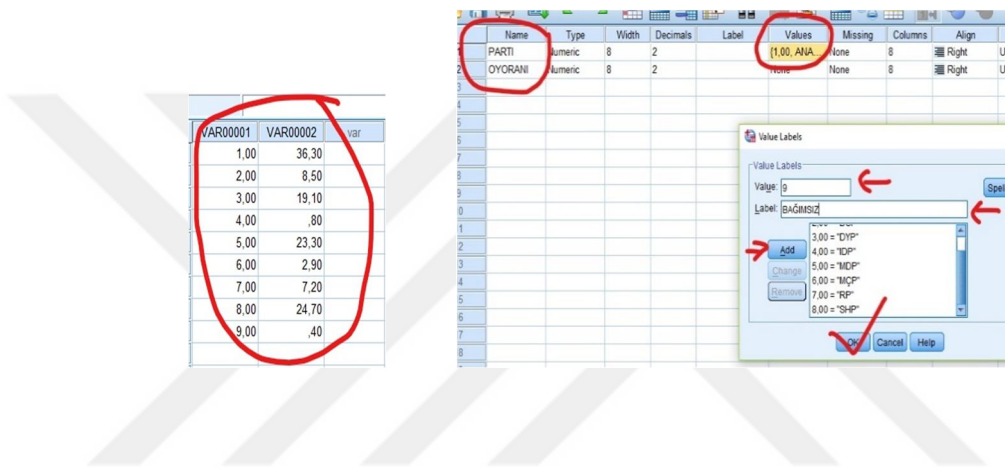 VAR00001 VAR00002 var
1,00 36,30
2,00 8,50
3,00 19,10
4,00 ,80
5,00 23,30
6,00 2,90
7,00 7,20
8,00 24,70
9,00 ,40
Name Type Width Decimals Label Values Missing Columns Align
PARTI Numeric 8 2 {1,00, ANA... None 8 Right
OYORANI Numeric 8 2 None None 8 Right
Value Labels
Value Labels
Value: 9
Label: BAĞIMSIZ
3,00 = "DYP"
Add 4,00 = "IDP"
Change 5,00 = "MDP"
6,00 = "MÇP"
Remove 7,00 = "RP"
8,00 = "SHP"
OK Cancel Help